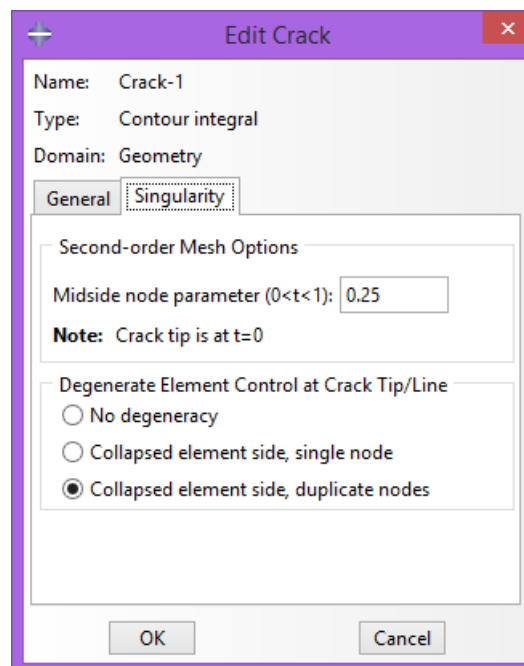 Edit Crack
Name: Crack-1
Type: Contour integral
Domain: Geometry
General Singularity
Second-order Mesh Options
Midside node parameter (0<t<1): 0.25
Note: Crack tip is at t=0
Degenerate Element Control at Crack Tip/Line
No degeneracy
Collapsed element side, single node
Collapsed element side, duplicate nodes
OK Cancel